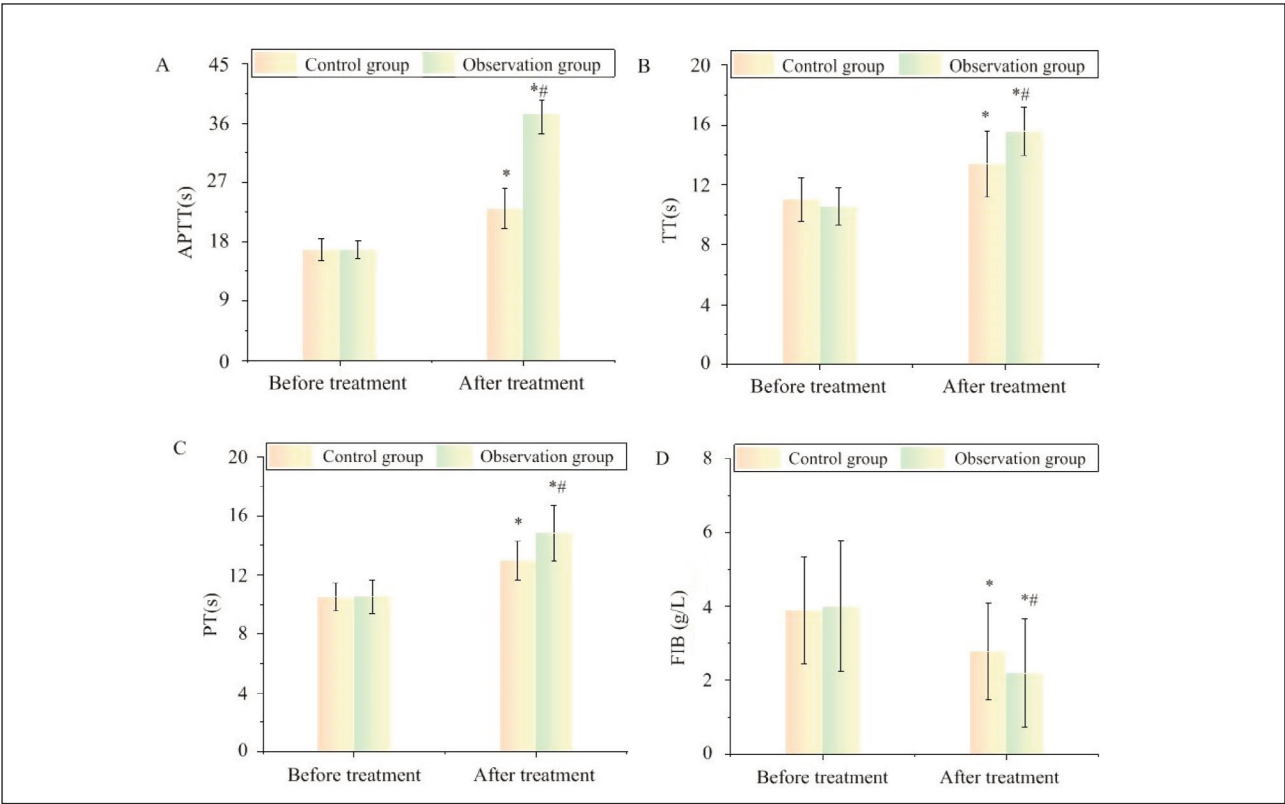 A
Control group Observation group
45
36
27
18
9
0
APTT(s)
*
*#
Before treatment After treatment
B
Control group Observation group
20
16
12
8
4
0
TT(s)
*
*#
Before treatment After treatment
C
Control group Observation group
20
16
12
8
4
0
PT(s)
*
*#
Before treatment After treatment
D
Control group Observation group
8
6
4
2
0
FIB (g/L)
*
*#
Before treatment After treatment